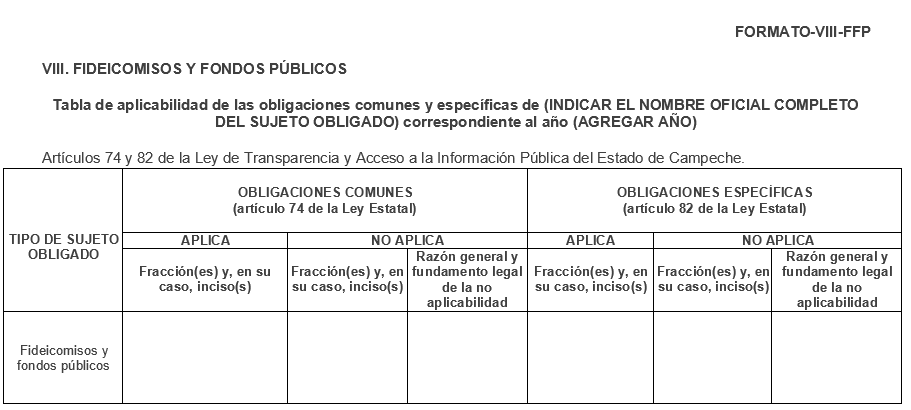 FORMATO-VIII-FFP
VIII. FIDEICOMISOS Y FONDOS PÚBLICOS
Tabla de aplicabilidad de las obligaciones comunes y específicas de (INDICAR EL NOMBRE OFICIAL COMPLETO
DEL SUJETO OBLIGADO) correspondiente al año (AGREGAR AÑO)
Artículos 74 y 82 de la Ley de Transparencia y Acceso a la Información Pública del Estado de Campeche.
TIPO DE SUJETO
OBLIGADO
OBLIGACIONES COMUNES
(artículo 74 de la Ley Estatal)
OBLIGACIONES ESPECÍFICAS
(artículo 82 de la Ley Estatal)
APLICA
NO APLICA
APLICA
NO APLICA
Fracción(es) y, en su
caso, inciso(s)
Fracción(es) y, en
su caso, inciso(s)
Razón general y
fundamento legal
de la no
aplicabilidad
Fracción(es) y, en
su caso, inciso(s)
Fracción(es) y, en
su caso, inciso(s)
Razón general y
fundamento legal
de la no
aplicabilidad
Fideicomisos y
fondos públicos